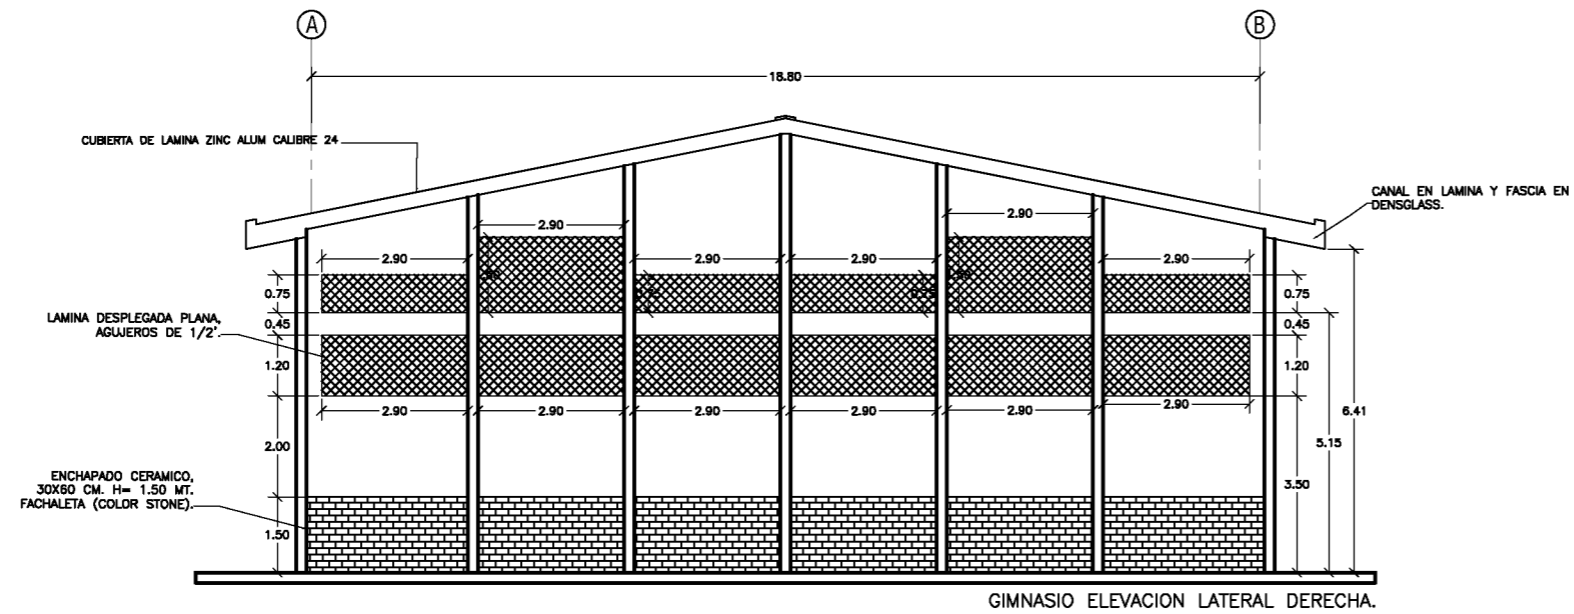 A
B
18.80
CUBIERTA DE LAMINA ZINC ALUM CALIBRE 24
CANAL EN LAMINA Y FASCIA EN
DENSGLASS.
2.90
2.90
2.90
2.90
2.90
2.90
0.75
0.75
LAMINA DESPLEGADA PLANA,
AGUJEROS DE 1/2'.
0.45
0.45
1.20
1.20
2.90
2.90
2.90
2.90
2.90
2.90
6.41
5.15
2.00
3.50
ENCHAPADO CERAMICO,
30X60 CM. H= 1.50 MT.
FACHALETA (COLOR STONE).
1.50
GIMNASIO ELEVACION LATERAL DERECHA.